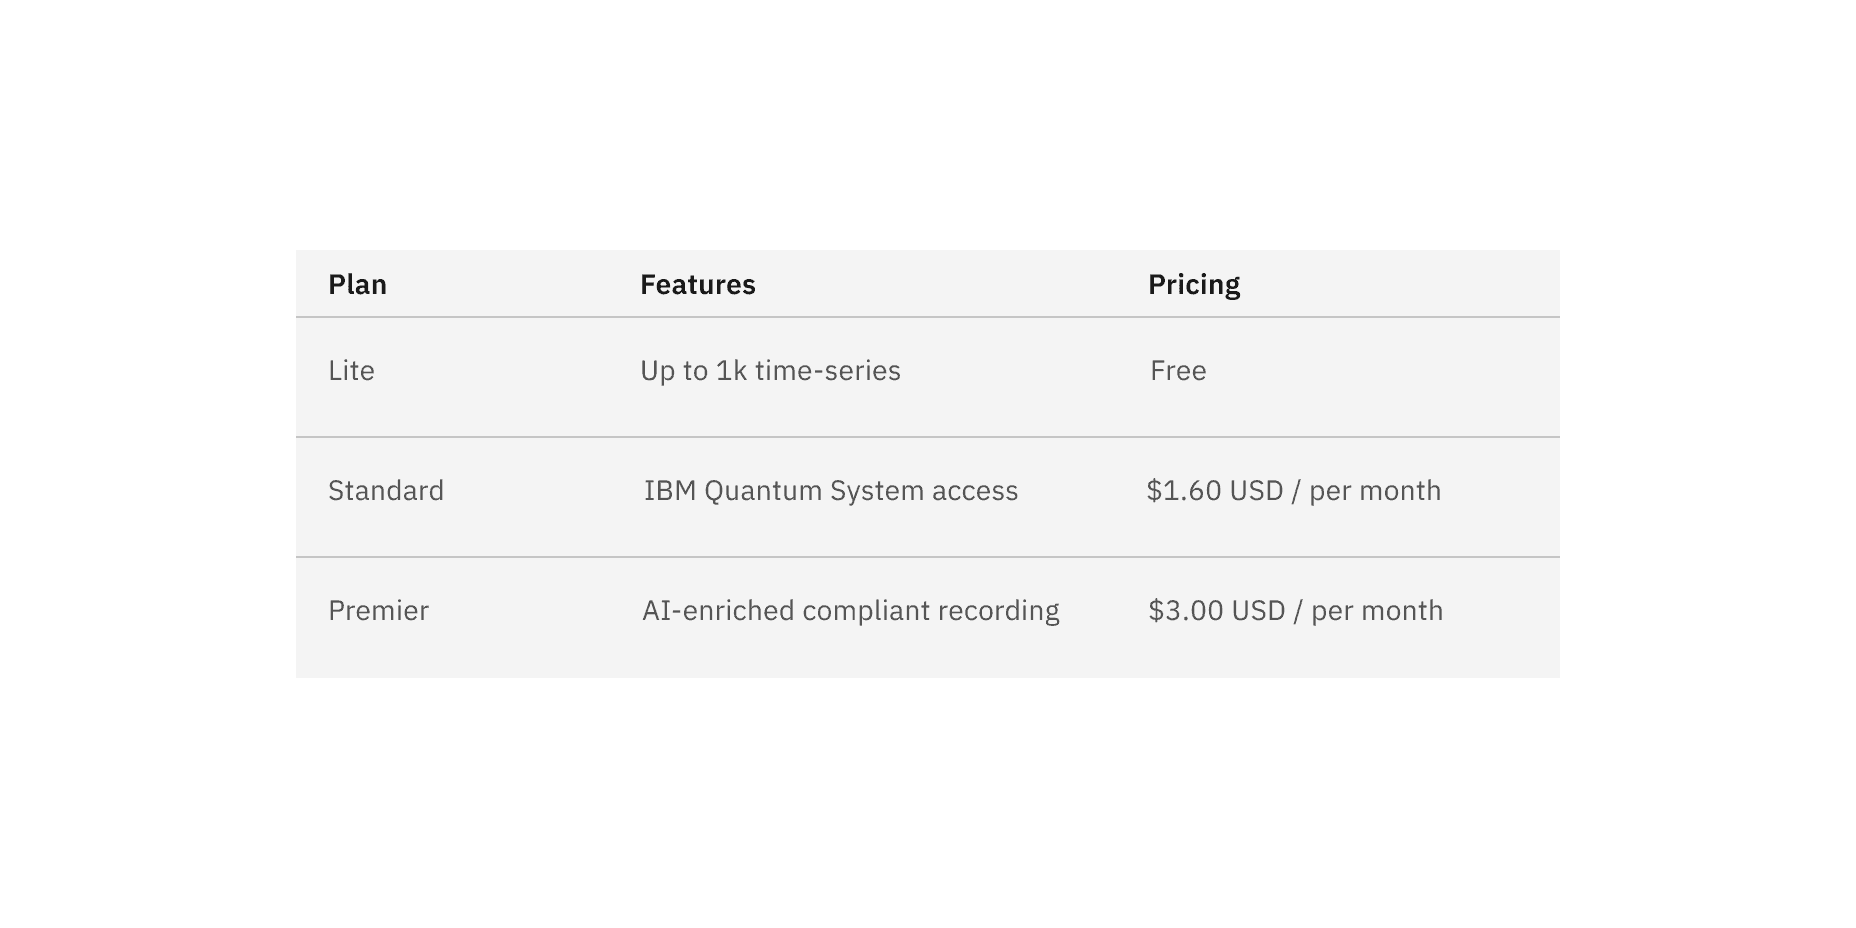 Plan Features Pricing
Lite Up to 1k time-series Free
Standard IBM Quantum System access $1.60 USD / per month
Premier AI-enriched compliant recording $3.00 USD / per month